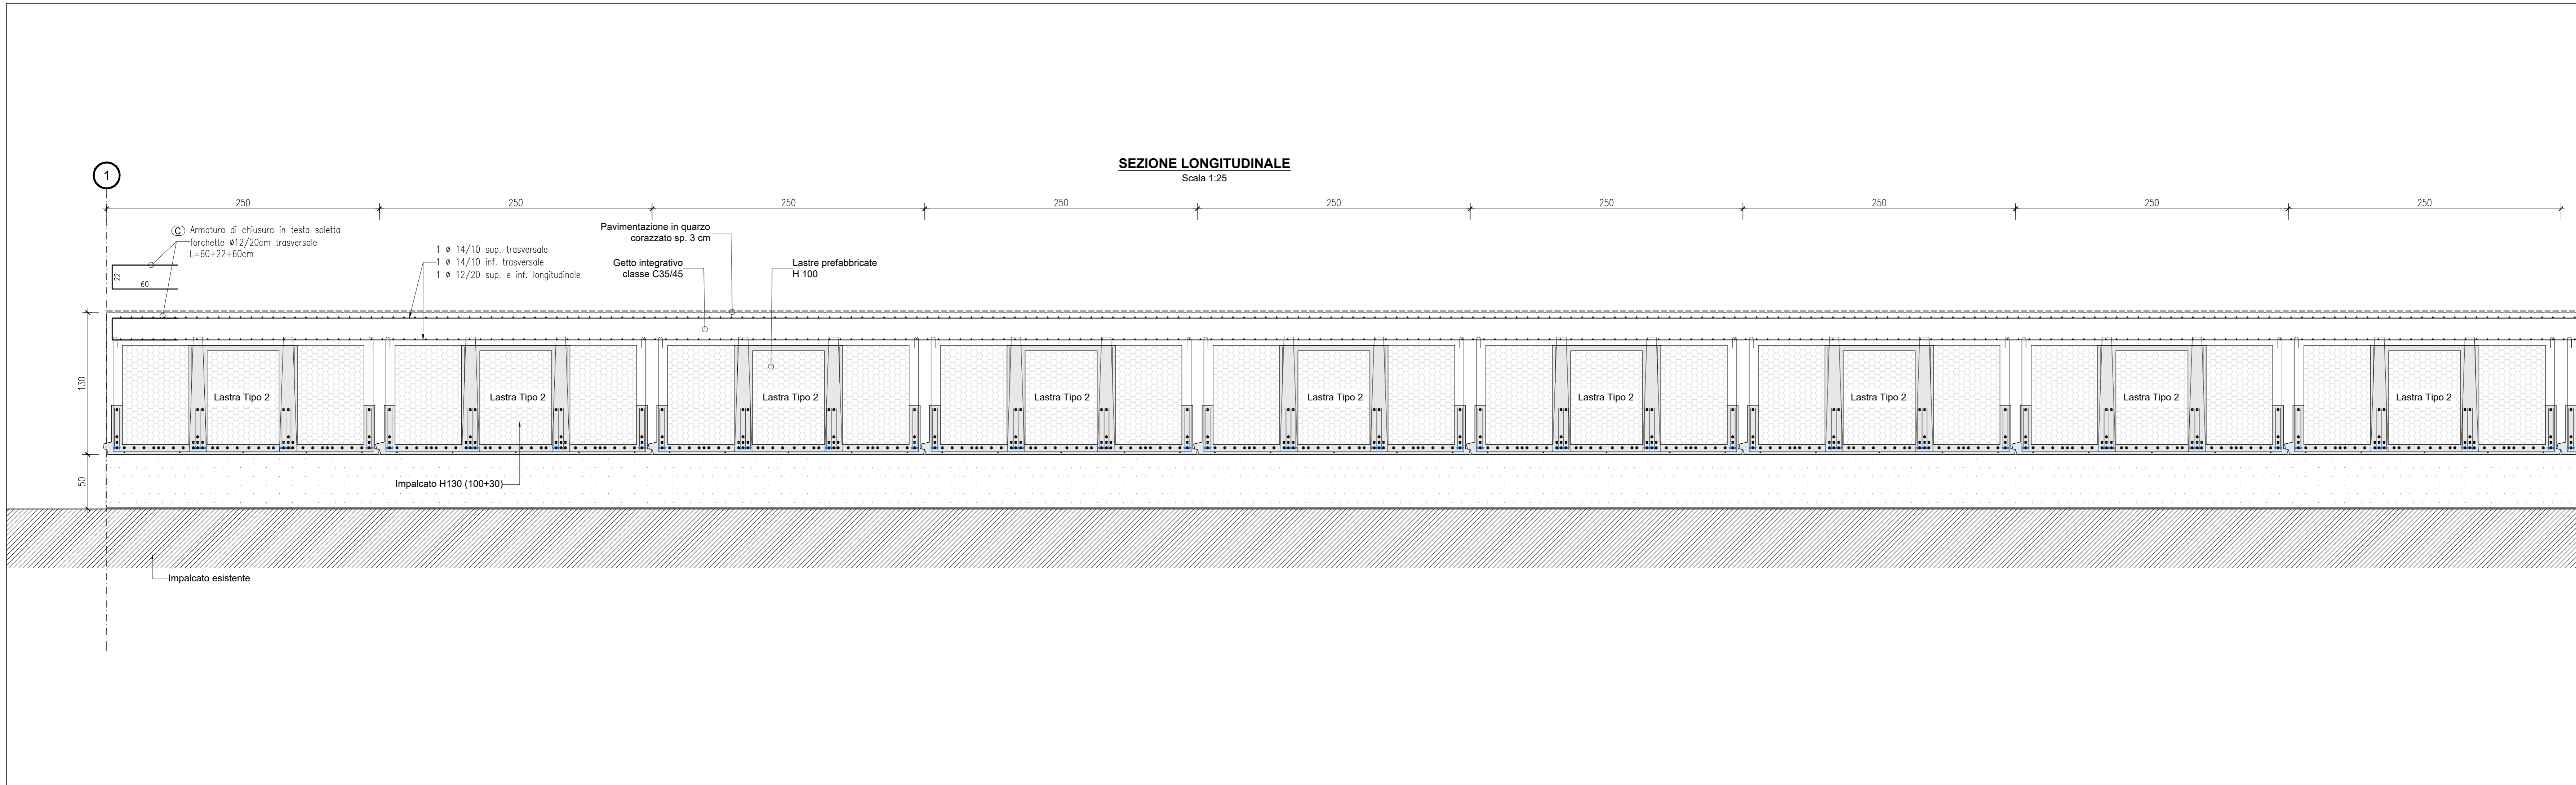 SEZIONE LONGITUDINALE
Scala 1:25
1
250
250
250
250
250
250
250
250
250
C Armatura di chiusura in testa soletta
forchette ø12/20cm trasversale
L=60+22+60cm
22
60
1 ø 14/10 sup. trasversale
1 ø 14/10 inf. trasversale
1 ø 12/20 sup. e inf. longitudinale
Pavimentazione in quarzo
corazzato sp. 3 cm
Getto integrativo
classe C35/45
Lastre prefabbricate
H 100
130
Lastra Tipo 2
Lastra Tipo 2
Lastra Tipo 2
Lastra Tipo 2
Lastra Tipo 2
Lastra Tipo 2
Lastra Tipo 2
Lastra Tipo 2
Lastra Tipo 2
50
Impalcato H130 (100+30)
Impalcato esistente